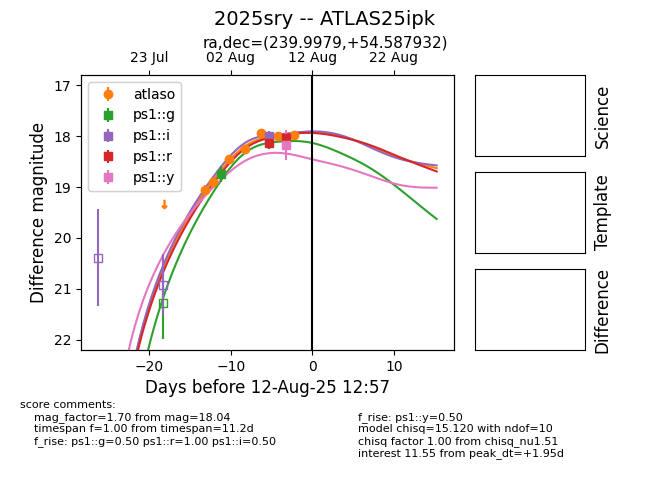 2025sry -- ATLAS25ipk
ra,dec=(239.9979,+54.587932)
23 Jul 02 Aug 12 Aug 22 Aug
17
18
19
20
21
22
Difference magnitude
atlaso
ps1::g
ps1::i
ps1::r
ps1::y
−20 −10 0 10
Days before 12-Aug-25 12:57
Science
Template
Difference
score comments:
mag_factor=1.70 from mag=18.04
timespan f=1.00 from timespan=11.2d
f_rise: ps1::g=0.50 ps1::r=1.00 ps1::i=0.50
f_rise: ps1::y=0.50
model chisq=15.120 with ndof=10
chisq factor 1.00 from chisq_nu1.51
interest 11.55 from peak_dt=+1.95d